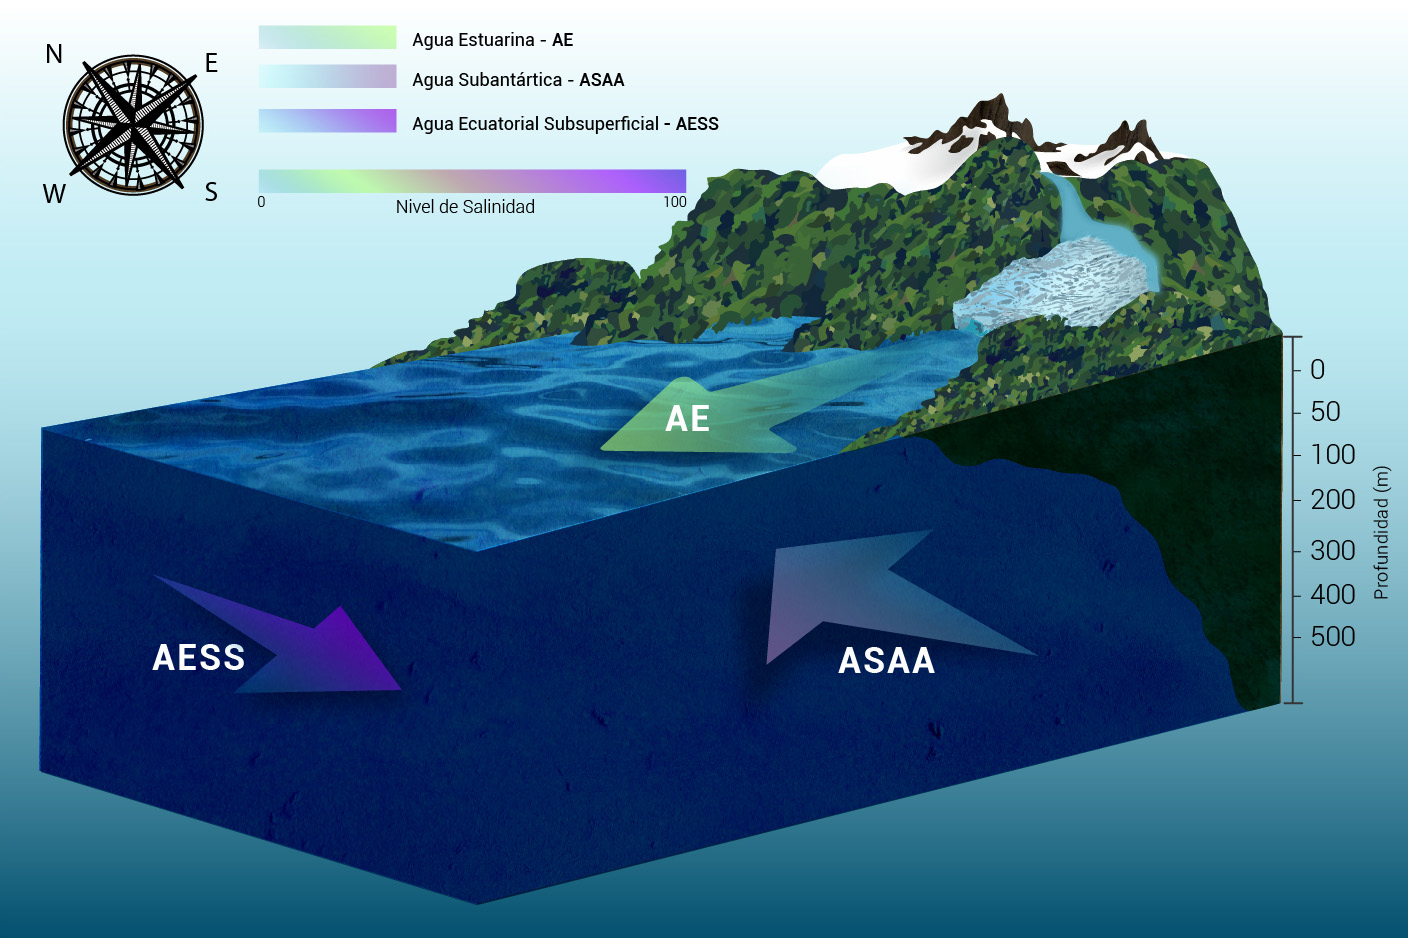 N
E
W
S
Agua Estuarina - AE
Agua Subantártica - ASAA
Agua Ecuatorial Subsuperficial - AESS
0
100
Nivel de Salinidad
AE
AESS
ASAA
0
50
100
200
300
400
500
Profundidad (m)